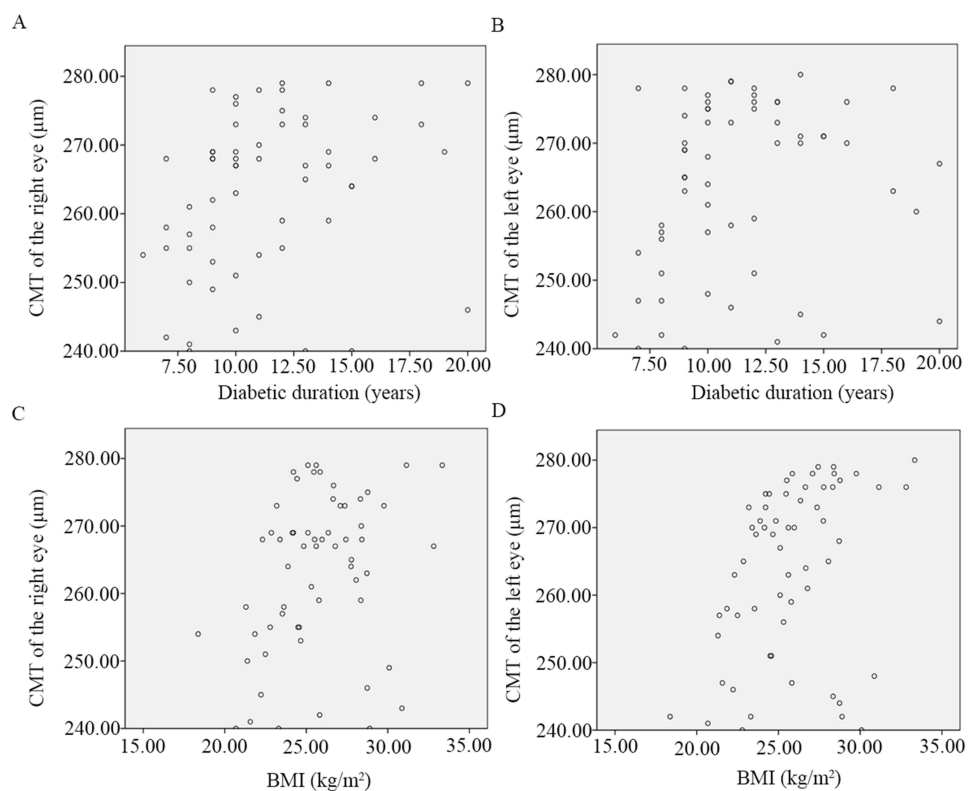 A
CMT of the right eye (μm)
280.00
270.00
260.00
250.00
240.00
7.50 10.00 12.50 15.00 17.50 20.00
Diabetic duration (years)
B
CMT of the left eye (μm)
280.00
270.00
260.00
250.00
240.00
7.50 10.00 12.50 15.00 17.50 20.00
Diabetic duration (years)
C
CMT of the right eye (μm)
280.00
270.00
260.00
250.00
240.00
15.00 20.00 25.00 30.00 35.00
BMI (kg/m²)
D
CMT of the left eye (μm)
280.00
270.00
260.00
250.00
240.00
15.00 20.00 25.00 30.00 35.00
BMI (kg/m²)